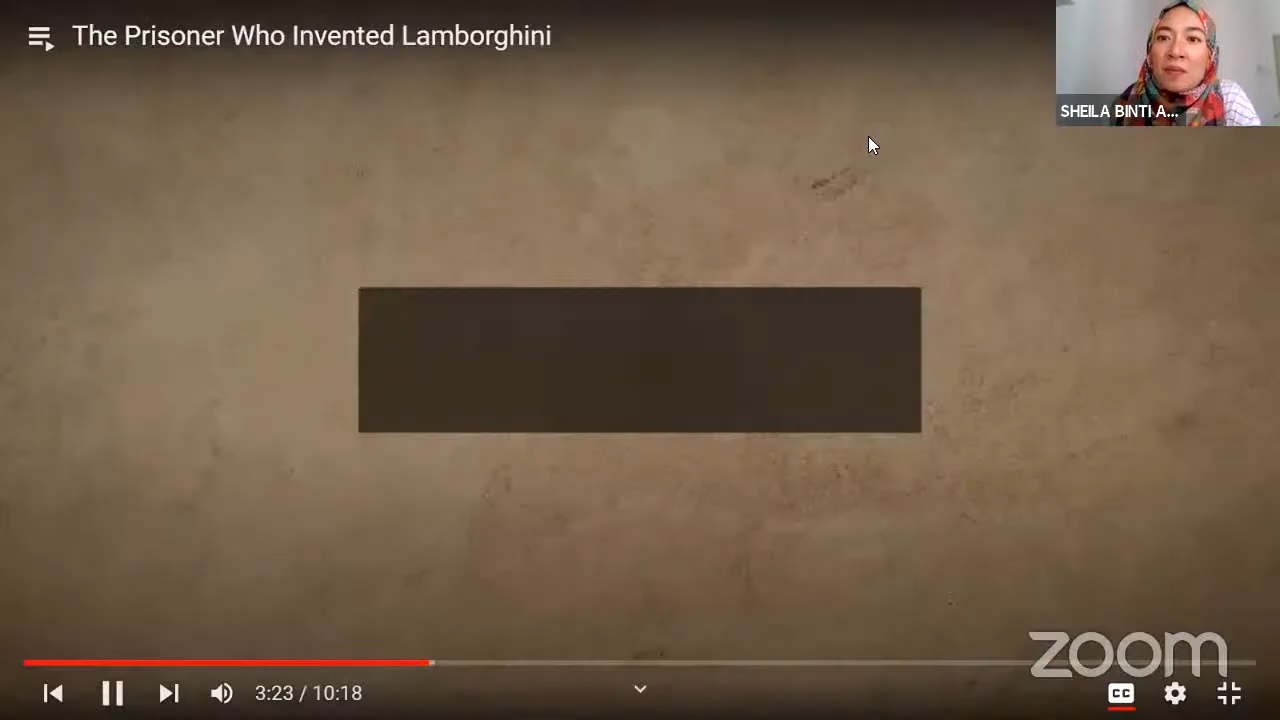 The Prisoner Who Invented Lamborghini
SHEILA BINTI A...
zoom
3:23 / 10:18
CC